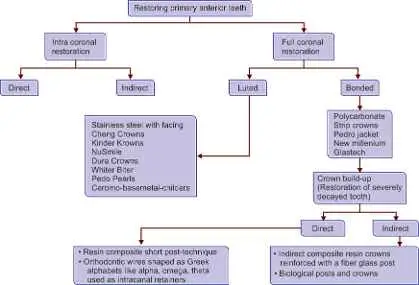 Restoring primary anterior teeth
Intra coronal
restoration
Full coronal
restoration
Direct
Indirect
Luted
Bonded
Stainless steel with facing
Cheng Crowns
Kinder Krowns
NuSmile
Dura Crowns
Whiter Biter
Pedo Pearls
Ceromo-basemetal-chilcars
Polycarbonate
Strip crowns
Pedro jacket
New millenium
Glastech
Crown build-up
(Restoration of severely
decayed tooth)
Direct
Indirect
• Resin composite short post-technique
• Orthodontic wires shaped as Greek
alphabets like alpha, omega, theta
used as intracanal retainers
• Indirect composite resin crowns
reinforced with a fiber glass post
• Biological posts and crowns